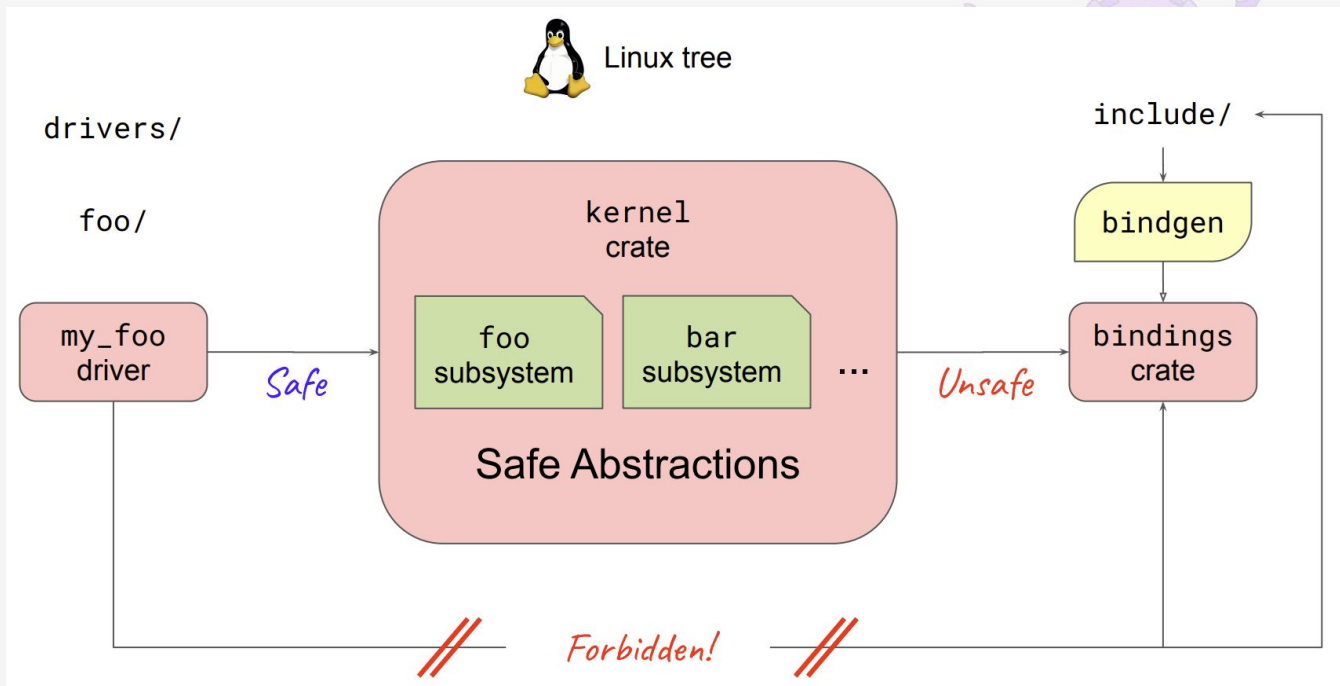 Linux tree
drivers/
include/
foo/
kernel
crate
bindgen
my_foo
driver
Safe
foo
subsystem
bar
subsystem
...
Unsafe
bindings
crate
Safe Abstractions
Forbidden!